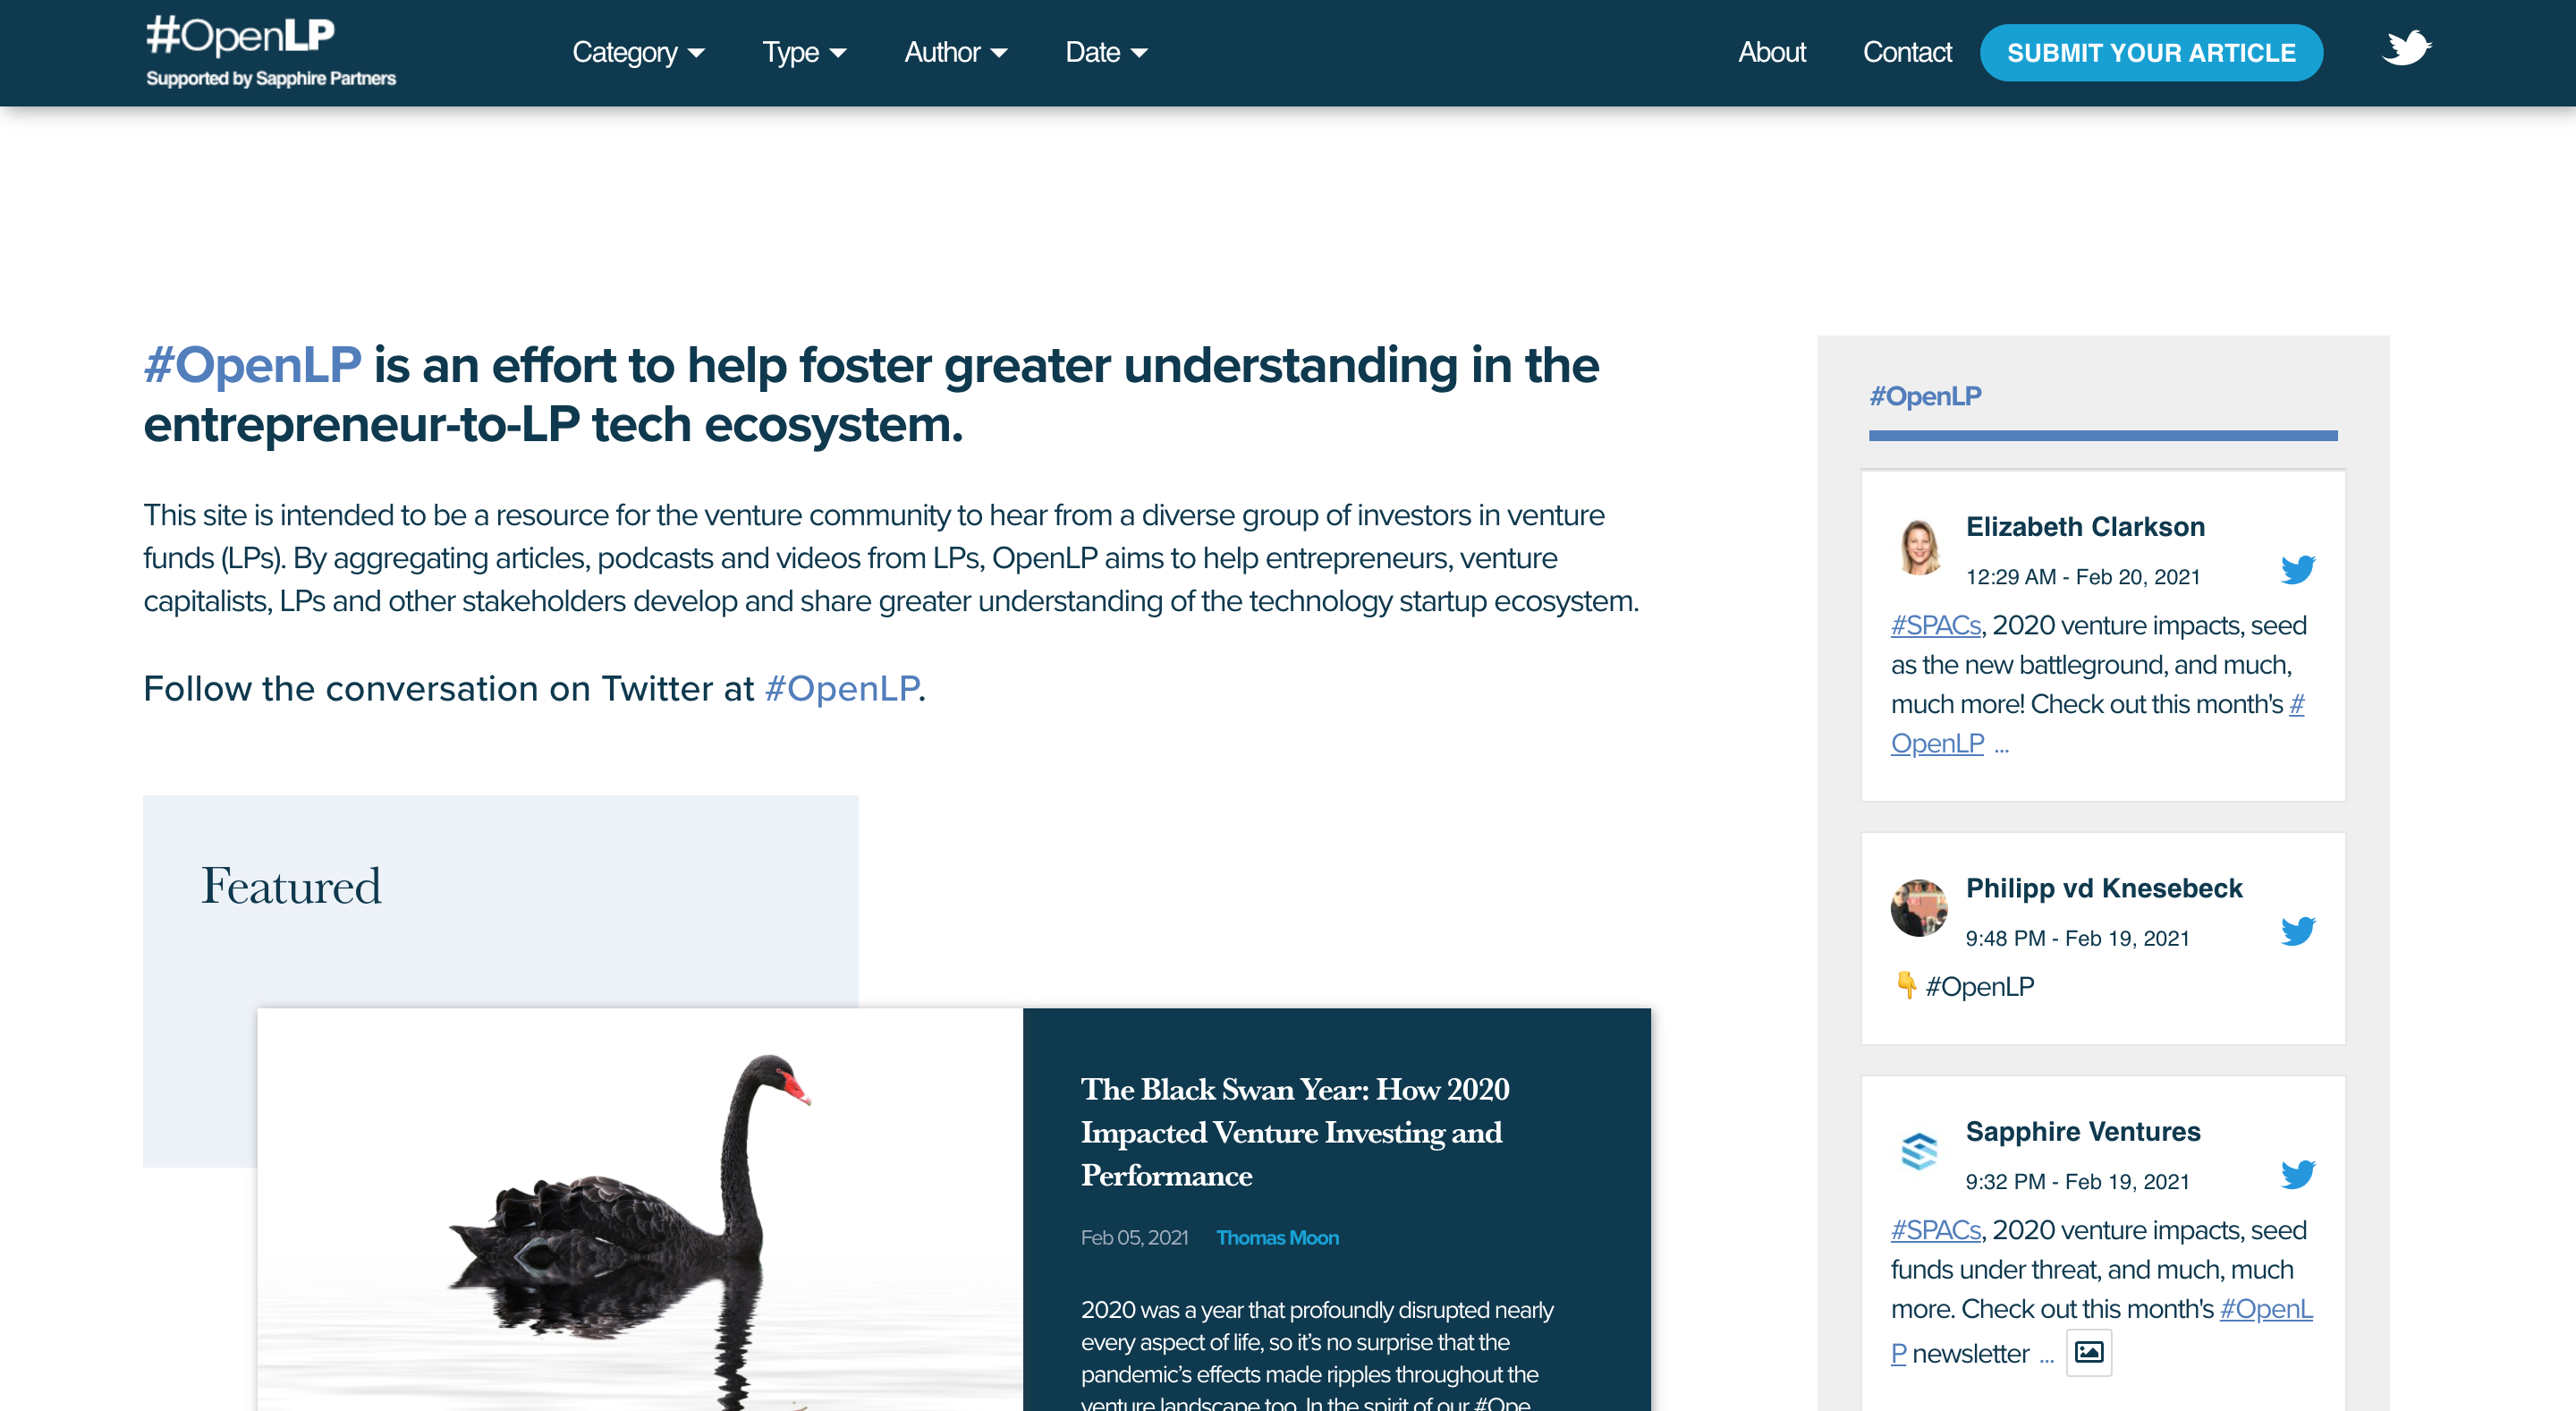 #OpenLP
Supported by Sapphire Partners
Category
Type
Author
Date
About
Contact
SUBMIT YOUR ARTICLE
#OpenLP is an effort to help foster greater understanding in the
entrepreneur-to-LP tech ecosystem.
This site is intended to be a resource for the venture community to hear from a diverse group of investors in venture
funds (LPs). By aggregating articles, podcasts and videos from LPs, OpenLP aims to help entrepreneurs, venture
capitalists, LPs and other stakeholders develop and share greater understanding of the technology startup ecosystem.
Follow the conversation on Twitter at #OpenLP.
Featured
The Black Swan Year: How 2020
Impacted Venture Investing and
Performance
Feb 05, 2021 Thomas Moon
2020 was a year that profoundly disrupted nearly
every aspect of life, so it’s no surprise that the
pandemic’s effects made ripples throughout the
venture landscape too. In the spirit of our #Ope
#OpenLP
Elizabeth Clarkson
12:29 AM - Feb 20, 2021
#SPACs, 2020 venture impacts, seed
as the new battleground, and much,
much more! Check out this month's #
OpenLP ...
Philipp vd Knesebeck
9:48 PM - Feb 19, 2021
👇 #OpenLP
Sapphire Ventures
9:32 PM - Feb 19, 2021
#SPACs, 2020 venture impacts, seed
funds under threat, and much, much
more. Check out this month's #OpenL
P newsletter ...